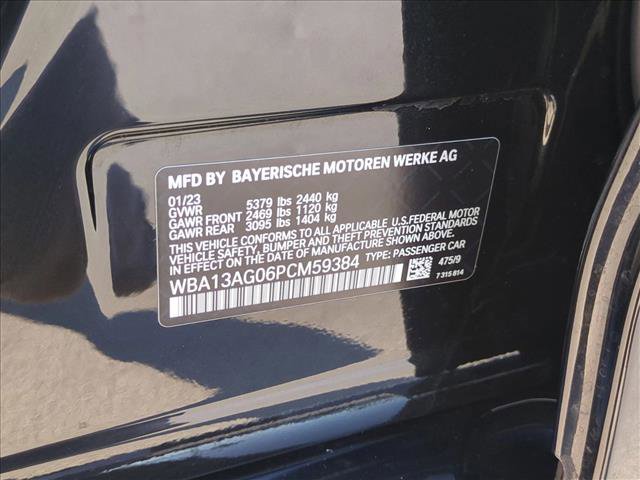 MFD BY BAYERISCHE MOTOREN WERKE AG
01/23
GVWR 5379 lbs 2440 kg
GAWR FRONT 2469 lbs 1120 kg
GAWR REAR 3095 lbs 1404 kg
THIS VEHICLE CONFORMS TO ALL APPLICABLE U.S.FEDERAL MOTOR
VEHICLE SAFETY, BUMPER AND THEFT PREVENTION STANDARDS
IN EFFECT ON THE DATE OF MANUFACTURE SHOWN ABOVE.
WBA13AG06PCM59384 TYPE: PASSENGER CAR
475/9
7 315 814